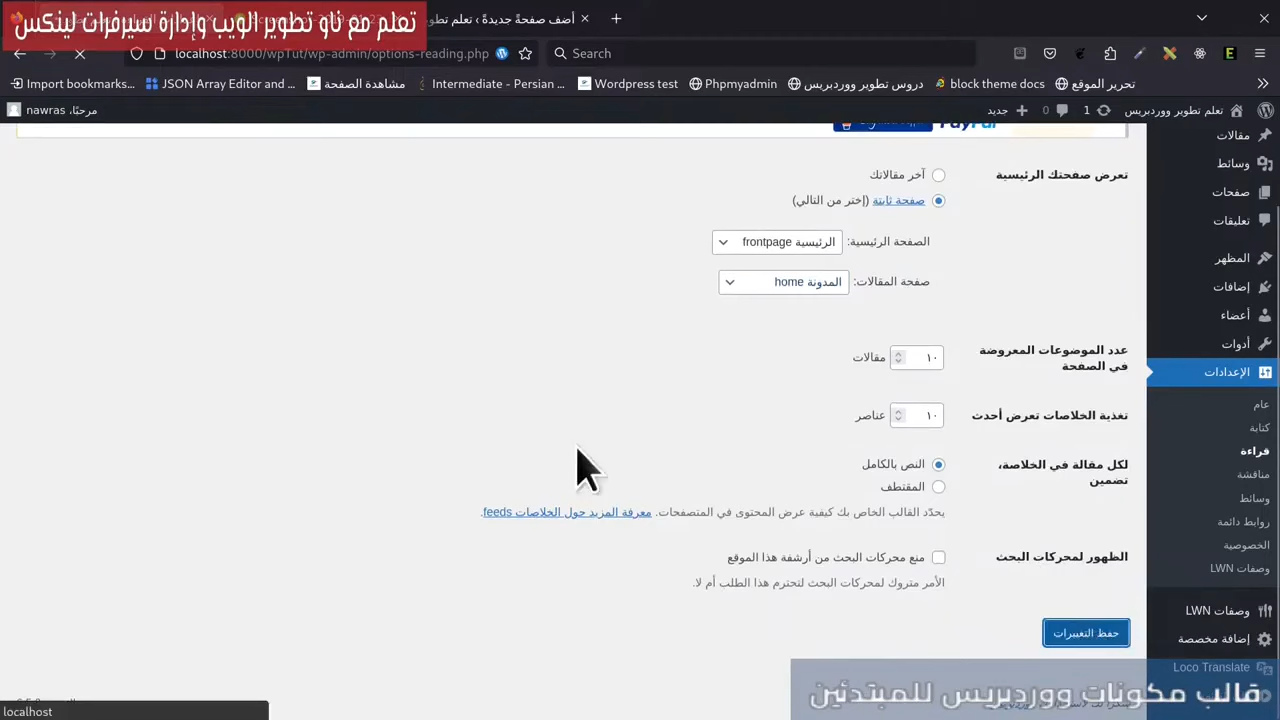 تعلم مع ناو تطوير الويب وإدارة سيرفرات لينكس
أضف صفحة جديدة ‹ تعلم تطوير
localhost:8000/wpTut/wp-admin/options-reading.php
Search
Import bookmarks...
JSON Array Editor and ...
مشاهدة الصفحة
Intermediate - Persian ...
Wordpress test
Phpmyadmin
دروس تطوير ووردبريس
block theme docs
تحرير الموقع
تعلم تطوير ووردبريس
1
0
جديد
مرحبًا، nawras
PayPal
مقالات
وسائط
صفحات
تعليقات
المظهر
إضافات
أعضاء
أدوات
الإعدادات
عام
كتابة
قراءة
مناقشة
وسائط
روابط دائمة
الخصوصية
وصفات LWN
وصفات LWN
إضافة مخصصة
Loco Translate
تعرض صفحتك الرئيسية
آخر مقالاتك
صفحة ثابتة (إختر من التالي)
الصفحة الرئيسية: الرئيسية frontpage
صفحة المقالات: المدونة home
عدد الموضوعات المعروضة
في الصفحة
١٠ مقالات
تغذية الخلاصات تعرض أحدث
١٠ عناصر
لكل مقالة في الخلاصة،
تضمين
النص بالكامل
المقتطف
يحدّد القالب الخاص بك كيفية عرض المحتوى في المتصفحات. معرفة المزيد حول الخلاصات feeds.
الظهور لمحركات البحث
منع محركات البحث من أرشفة هذا الموقع
الأمر متروك لمحركات البحث لتحترم هذا الطلب أم لا.
حفظ التغييرات
قالب مكونات ووردبريس للمبتدئين
localhost